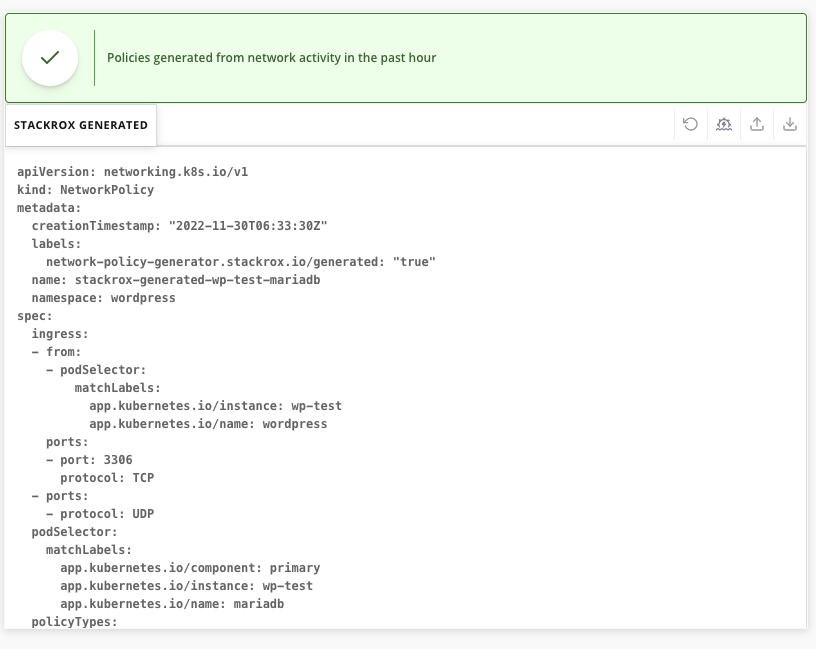 Policies generated from network activity in the past hour
STACKROX GENERATED
apiVersion: networking.k8s.io/v1
kind: NetworkPolicy
metadata:
  creationTimestamp: "2022-11-30T06:33:30Z"
  labels:
    network-policy-generator.stackrox.io/generated: "true"
  name: stackrox-generated-wp-test-mariadb
  namespace: wordpress
spec:
  ingress:
  - from:
    - podSelector:
        matchLabels:
          app.kubernetes.io/instance: wp-test
          app.kubernetes.io/name: wordpress
    ports:
    - port: 3306
      protocol: TCP
  - ports:
    - protocol: UDP
  podSelector:
    matchLabels:
      app.kubernetes.io/component: primary
      app.kubernetes.io/instance: wp-test
      app.kubernetes.io/name: mariadb
  policyTypes: